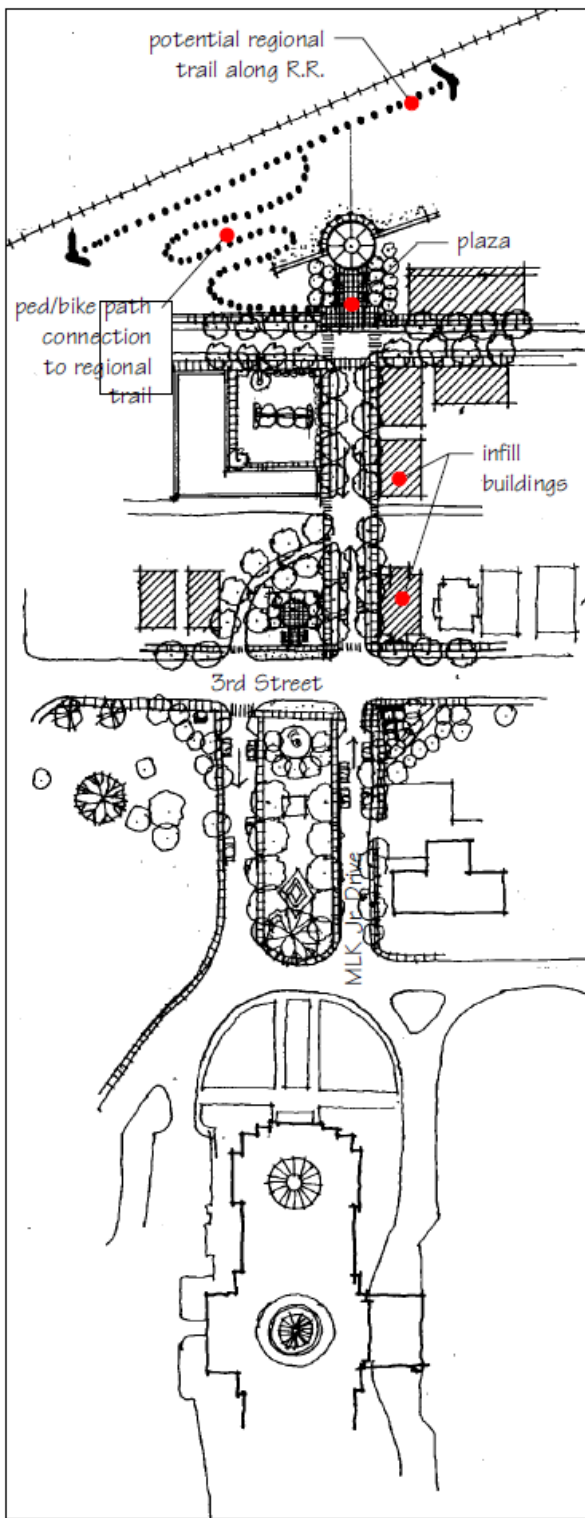 potential regional
trail along R.R.
plaza
ped/bike path
connection
to regional
trail
infill
buildings
3rd Street
MLK Jr. Drive